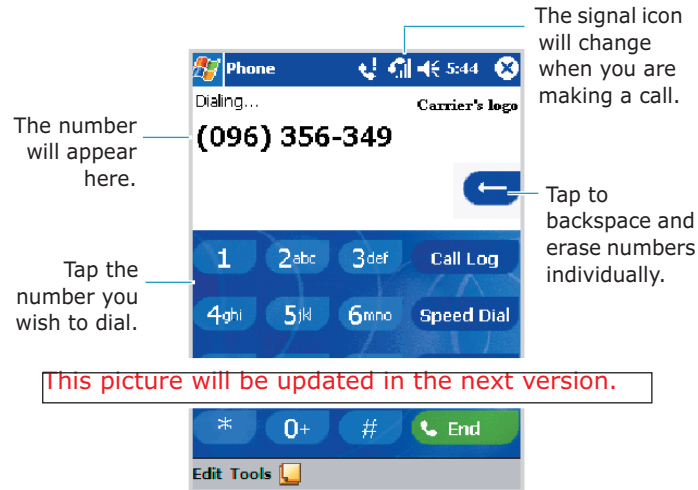 The signal icon
will change
when you are
making a call.
Phone
5:44
Dialing...
Carrier's logo
The number
will appear
here.
(096) 356-349
Tap to
backspace and
erase numbers
individually.
1 2abc 3def Call Log
Tap the
number you
wish to dial.
4ghi 5jkl 6mno Speed Dial
This picture will be updated in the next version.
* 0+ # End
Edit Tools